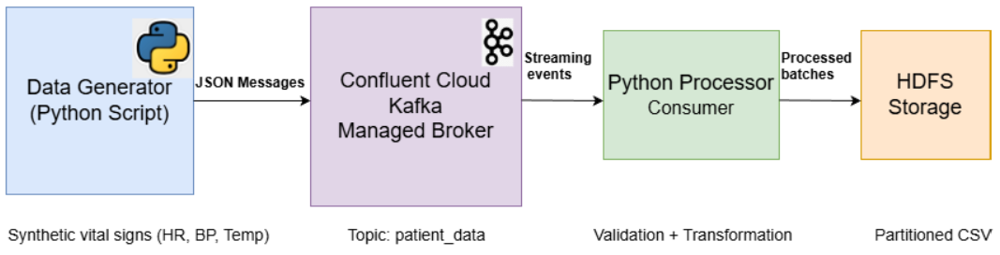 Data Generator
(Python Script)
JSON Messages
Confluent Cloud
Kafka
Managed Broker
Streaming
events
Python Processor
Consumer
Processed
batches
HDFS
Storage
Synthetic vital signs (HR, BP, Temp)
Topic: patient_data
Validation + Transformation
Partitioned CSV